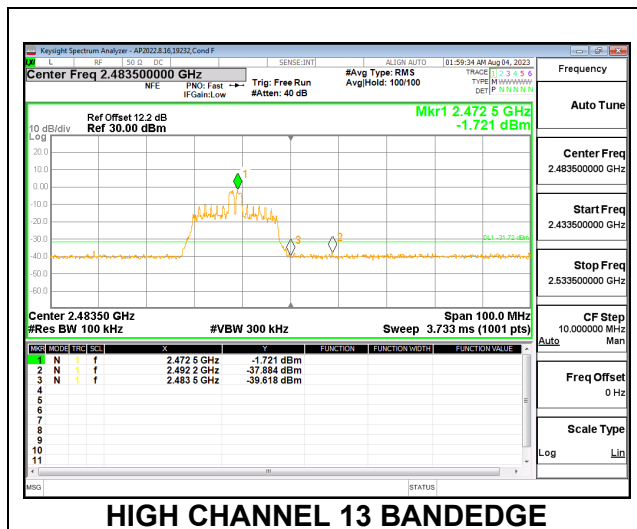 Keysight Spectrum Analyzer - AP2022.8.16,19232,Cond F
L RF 50 Ω DC SENSE:INT ALIGN AUTO 01:59:34 AM Aug 04, 2023
Center Freq 2.483500000 GHz
NFE
PNO: Fast
IFGain:Low
Trig: Free Run
#Atten: 40 dB
#Avg Type: RMS
Avg|Hold: 100/100
TRACE 1 2 3 4 5 6
TYPE M WWWWW
DET P N N N N N
Ref Offset 12.2 dB
Ref 30.00 dBm
10 dB/div
Log
Mkr1 2.472 5 GHz
-1.721 dBm
20.0
10.0
0.00
-10.0
-20.0
-30.0
-40.0
-50.0
-60.0
1
2
3
DL1 -31.72 dBm
Center 2.48350 GHz
Span 100.0 MHz
#Res BW 100 kHz
#VBW 300 kHz
Sweep 3.733 ms (1001 pts)
MKR MODE TRC SCL X Y FUNCTION FUNCTION WIDTH FUNCTION VALUE
1 N 1 f 2.472 5 GHz -1.721 dBm
2 N 1 f 2.492 2 GHz -37.884 dBm
3 N 1 f 2.483 5 GHz -39.618 dBm
4
5
6
7
8
9
10
11
MSG
STATUS
Frequency
Auto Tune
Center Freq
2.483500000 GHz
Start Freq
2.433500000 GHz
Stop Freq
2.533500000 GHz
CF Step
10.000000 MHz
Auto Man
Freq Offset
0 Hz
Scale Type
Log Lin
HIGH CHANNEL 13 BANDEDGE